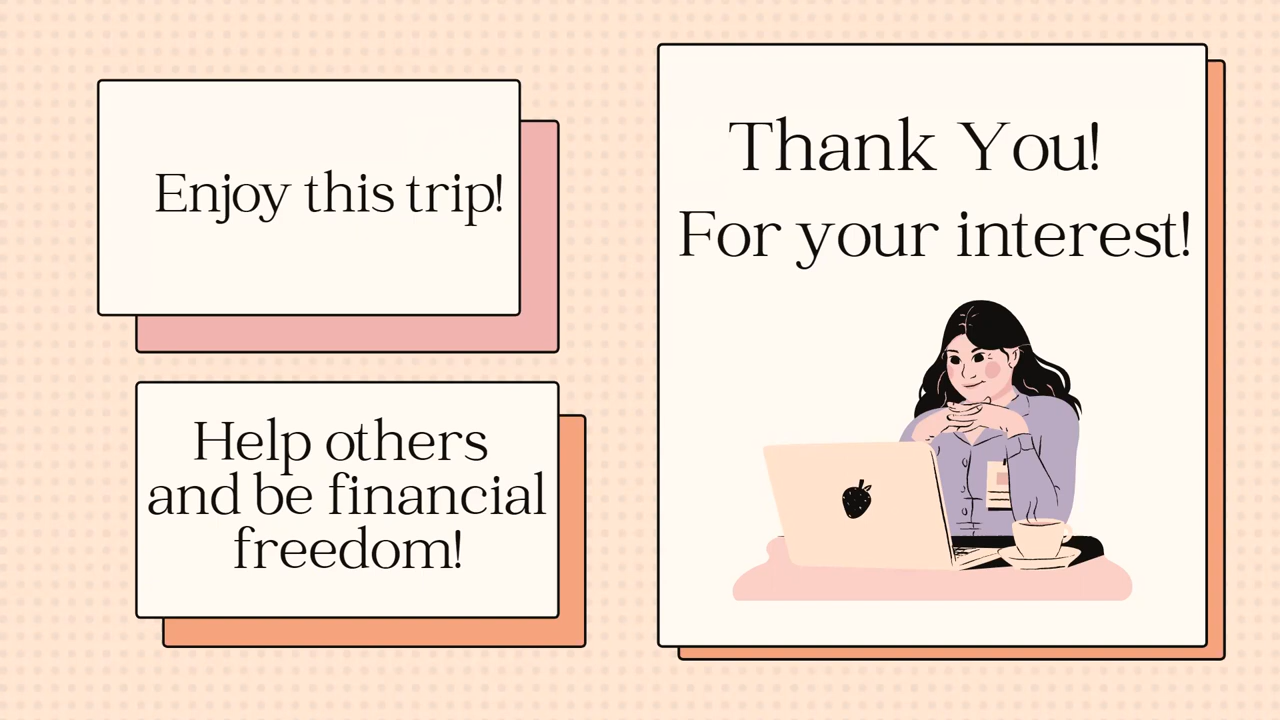 Enjoy this trip!
Help others
and be financial
freedom!
Thank You!
For your interest!